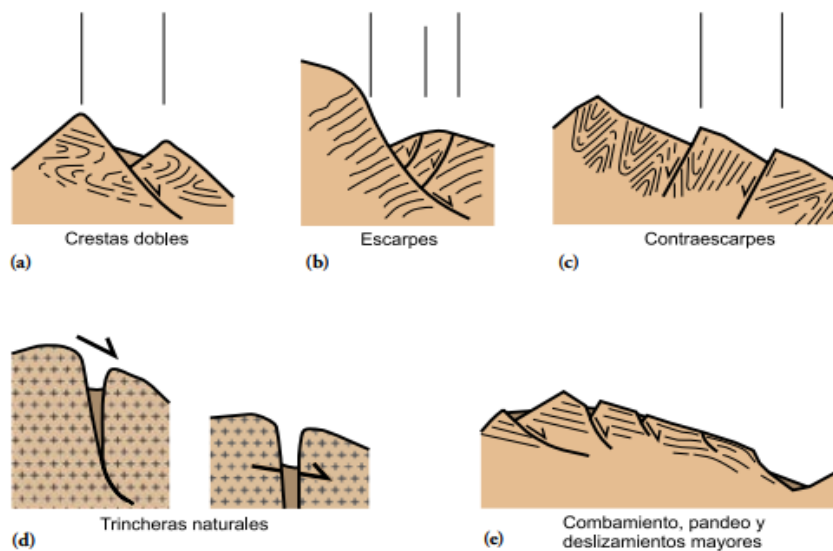 Crestas dobles
(a)
Escarpes
(b)
Contraescarpes
(c)
Trincheras naturales
(d)
Combamiento, pandeo y
deslizamientos mayores
(e)